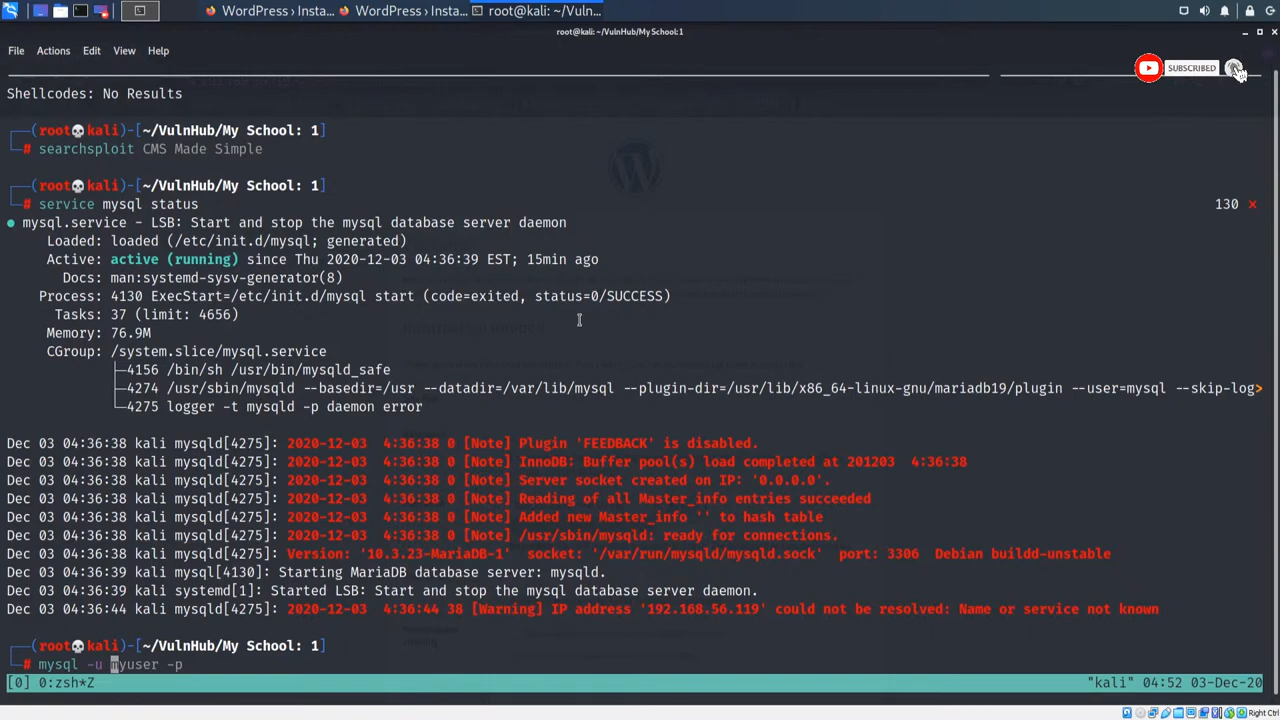 WordPress › Insta…
WordPress › Insta…
root@kali: ~/Vuln…
root@kali: ~/VulnHub/My School: 1
File Actions Edit View Help
SUBSCRIBED
Shellcodes: No Results
(root💀kali)-[~/VulnHub/My School: 1]
# searchsploit CMS Made Simple
(root💀kali)-[~/VulnHub/My School: 1]
# service mysql status 130 ✗
● mysql.service - LSB: Start and stop the mysql database server daemon
Loaded: loaded (/etc/init.d/mysql; generated)
Active: active (running) since Thu 2020-12-03 04:36:39 EST; 15min ago
Docs: man:systemd-sysv-generator(8)
Process: 4130 ExecStart=/etc/init.d/mysql start (code=exited, status=0/SUCCESS)
Tasks: 37 (limit: 4656)
Memory: 76.9M
CGroup: /system.slice/mysql.service
├─4156 /bin/sh /usr/bin/mysqld_safe
├─4274 /usr/sbin/mysqld --basedir=/usr --datadir=/var/lib/mysql --plugin-dir=/usr/lib/x86_64-linux-gnu/mariadb19/plugin --user=mysql --skip-log>
└─4275 logger -t mysqld -p daemon error
Dec 03 04:36:38 kali mysqld[4275]: 2020-12-03  4:36:38 0 [Note] Plugin 'FEEDBACK' is disabled.
Dec 03 04:36:38 kali mysqld[4275]: 2020-12-03  4:36:38 0 [Note] InnoDB: Buffer pool(s) load completed at 201203  4:36:38
Dec 03 04:36:38 kali mysqld[4275]: 2020-12-03  4:36:38 0 [Note] Server socket created on IP: '0.0.0.0'.
Dec 03 04:36:38 kali mysqld[4275]: 2020-12-03  4:36:38 0 [Note] Reading of all Master_info entries succeeded
Dec 03 04:36:38 kali mysqld[4275]: 2020-12-03  4:36:38 0 [Note] Added new Master_info '' to hash table
Dec 03 04:36:38 kali mysqld[4275]: 2020-12-03  4:36:38 0 [Note] /usr/sbin/mysqld: ready for connections.
Dec 03 04:36:38 kali mysqld[4275]: Version: '10.3.23-MariaDB-1'  socket: '/var/run/mysqld/mysqld.sock'  port: 3306  Debian buildd-unstable
Dec 03 04:36:39 kali mysql[4130]: Starting MariaDB database server: mysqld.
Dec 03 04:36:39 kali systemd[1]: Started LSB: Start and stop the mysql database server daemon.
Dec 03 04:36:44 kali mysqld[4275]: 2020-12-03  4:36:44 38 [Warning] IP address '192.168.56.119' could not be resolved: Name or service not known
(root💀kali)-[~/VulnHub/My School: 1]
# mysql -u myuser -p
[0] 0:zsh*Z "kali" 04:52 03-Dec-20
Right Ctrl